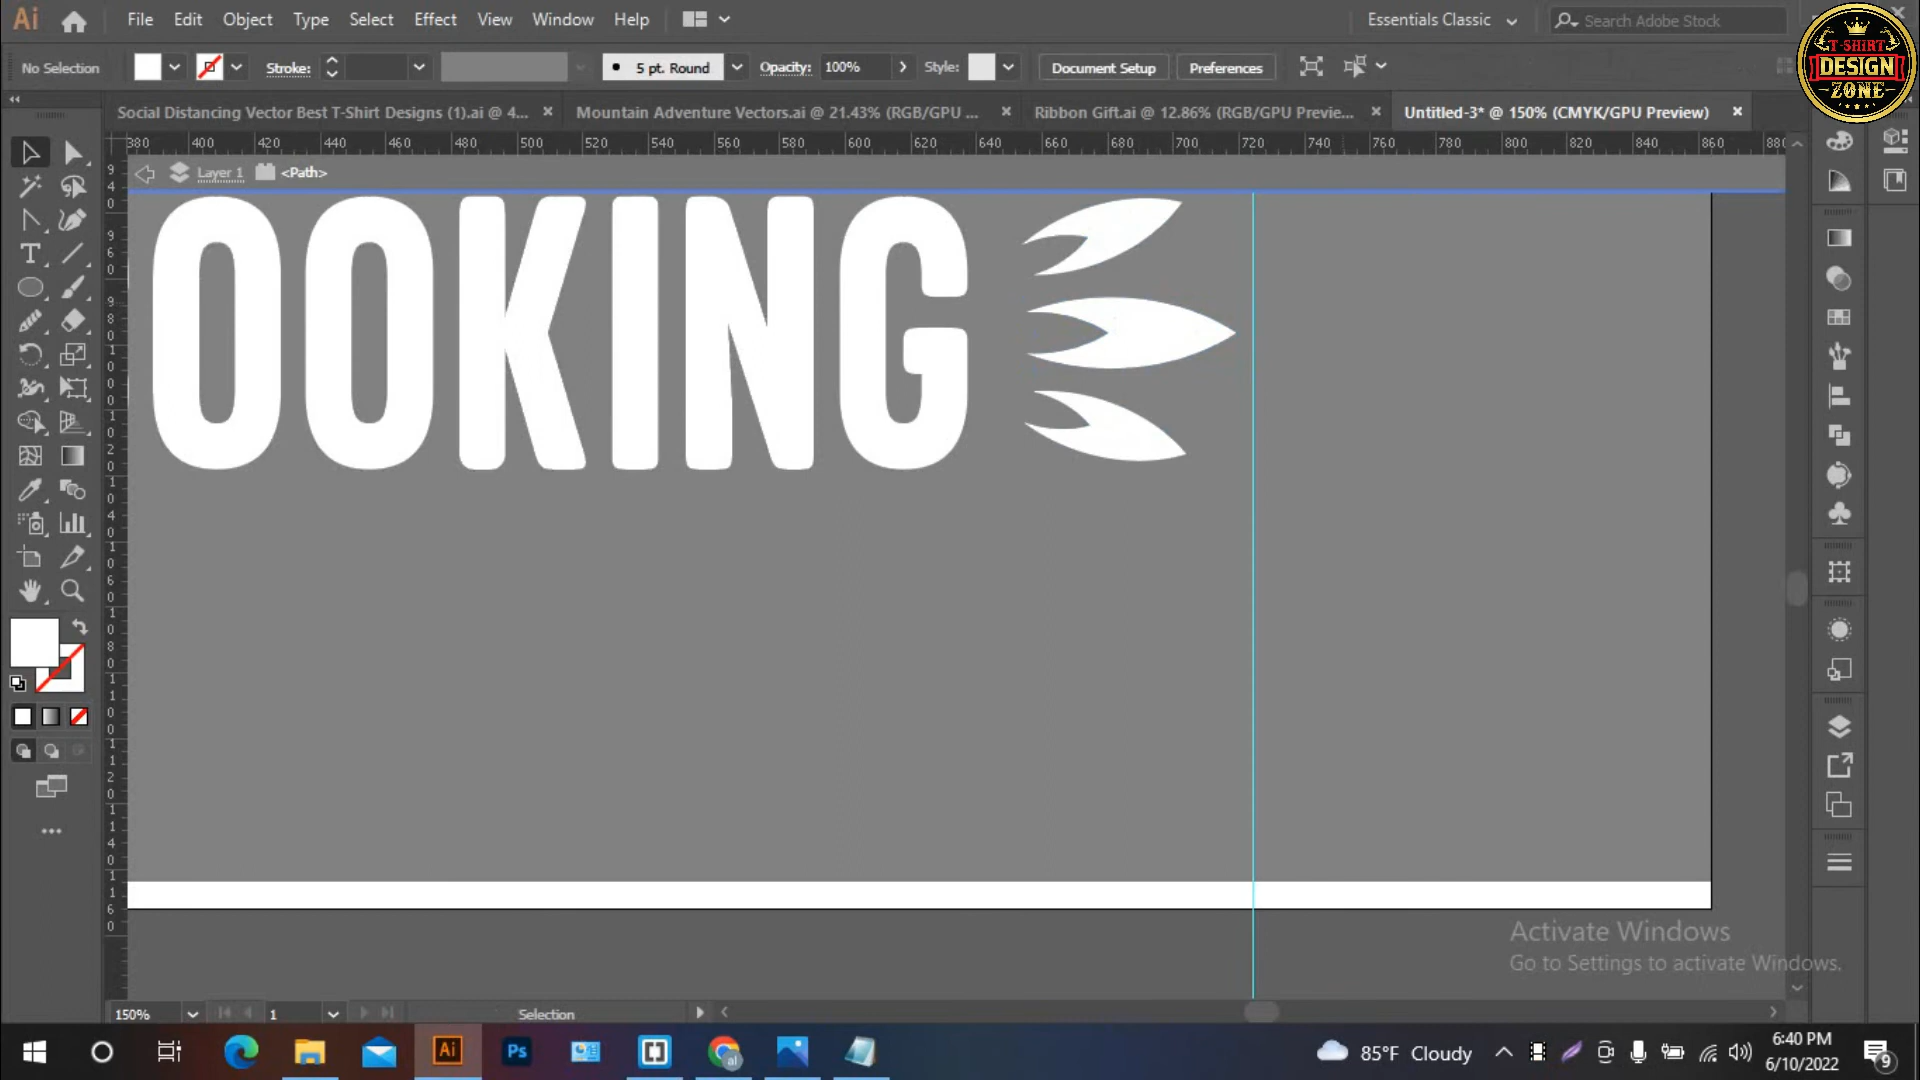 Ai File Edit Object Type Select Effect View Window Help Essentials Classic Search Adobe Stock
T-SHIRT
DESIGN
ZONE
No Selection Stroke: 5 pt. Round Opacity: 100% Style: Document Setup Preferences
Social Distancing Vector Best T-Shirt Designs (1).ai @ 4... Mountain Adventure Vectors.ai @ 21.43% (RGB/GPU ... Ribbon Gift.ai @ 12.86% (RGB/GPU Previe... Untitled-3* @ 150% (CMYK/GPU Preview)
380 400 420 440 460 480 500 520 540 560 580 600 620 640 660 680 700 720 740 760 780 800 820 840 860 880
Layer 1 <Path>
OOKING
Activate Windows
Go to Settings to activate Windows.
150% 1 Selection
Ai Ps al 85°F Cloudy 6:40 PM
6/10/2022
9